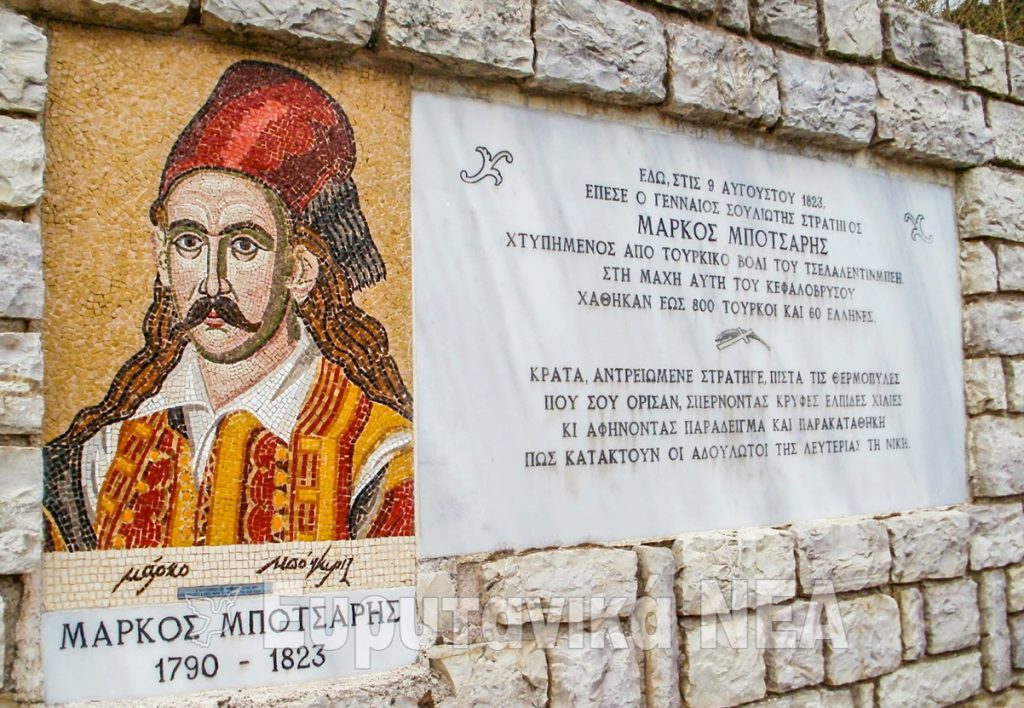 ΕΔΩ, ΣΤΙΣ 9 ΑΥΓΟΥΣΤΟΥ 1823,
ΕΠΕΣΕ Ο ΓΕΝΝΑΙΟΣ ΣΟΥΛΙΩΤΗΣ ΣΤΡΑΤΗΓΟΣ
ΜΑΡΚΟΣ ΜΠΟΤΣΑΡΗΣ
ΧΤΥΠΗΜΕΝΟΣ ΑΠΟ ΤΟΥΡΚΙΚΟ ΒΟΛΙ ΤΟΥ ΤΣΕΛΑΛΕΝΤΙΝΜΠΕΗ.
ΣΤΗ ΜΑΧΗ ΑΥΤΗ ΤΟΥ ΚΕΦΑΛΟΒΡΥΣΟΥ
ΧΑΘΗΚΑΝ ΕΩΣ 800 ΤΟΥΡΚΟΙ ΚΑΙ 60 ΕΛΛΗΝΕΣ.
ΚΡΑΤΑ, ΑΝΤΡΕΙΩΜΕΝΕ ΣΤΡΑΤΗΓΕ, ΠΙΣΤΑ ΤΙΣ ΘΕΡΜΟΠΥΛΕΣ
ΠΟΥ ΣΟΥ ΟΡΙΣΑΝ, ΣΠΕΡΝΟΝΤΑΣ ΚΡΥΦΕΣ ΕΛΠΙΔΕΣ ΧΙΛΙΕΣ
ΚΙ ΑΦΗΝΟΝΤΑΣ ΠΑΡΑΔΕΙΓΜΑ ΚΑΙ ΠΑΡΑΚΑΤΑΘΗΚΗ
ΠΩΣ ΚΑΤΑΚΤΟΥΝ ΟΙ ΑΔΟΥΛΩΤΟΙ ΤΗΣ ΛΕΥΤΕΡΙΑΣ ΤΗ ΝΙΚΗ.
μάρκο
ΜΑΡΚΟΣ ΜΠΟΤΣΑΡΗΣ
1790 - 1823
Ευρυτανικά ΝΕΑ